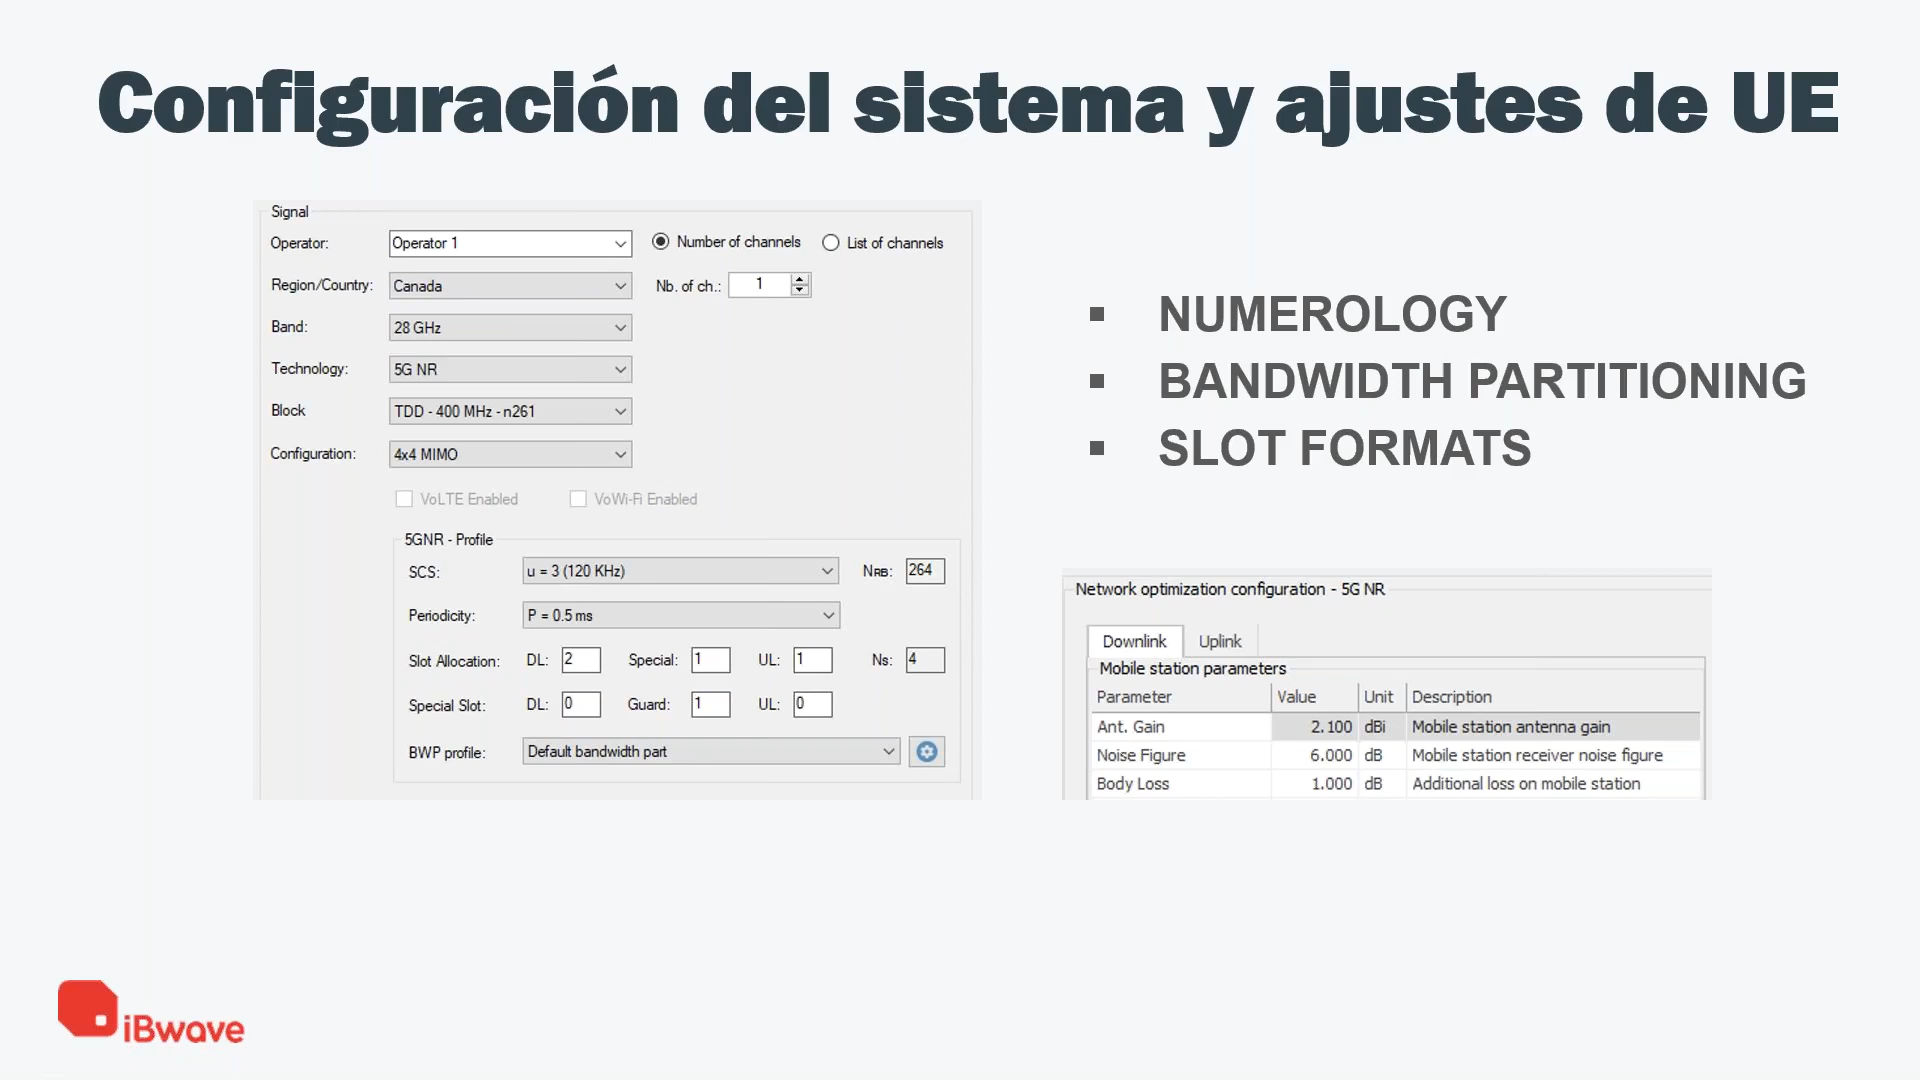 Configuración del sistema y ajustes de UE
Signal
Operator: Operator 1 Number of channels List of channels
Region/Country: Canada Nb. of ch.: 1
Band: 28 GHz
Technology: 5G NR
Block TDD - 400 MHz - n261
Configuration: 4x4 MIMO
VoLTE Enabled VoWi-Fi Enabled
5GNR - Profile
SCS: u = 3 (120 KHz) NRB: 264
Periodicity: P = 0.5 ms
Slot Allocation: DL: 2 Special: 1 UL: 1 Ns: 4
Special Slot: DL: 0 Guard: 1 UL: 0
BWP profile: Default bandwidth part
▪ NUMEROLOGY
▪ BANDWIDTH PARTITIONING
▪ SLOT FORMATS
Network optimization configuration - 5G NR
Downlink Uplink
Mobile station parameters
Parameter Value Unit Description
Ant. Gain 2.100 dBi Mobile station antenna gain
Noise Figure 6.000 dB Mobile station receiver noise figure
Body Loss 1.000 dB Additional loss on mobile station
iBwave